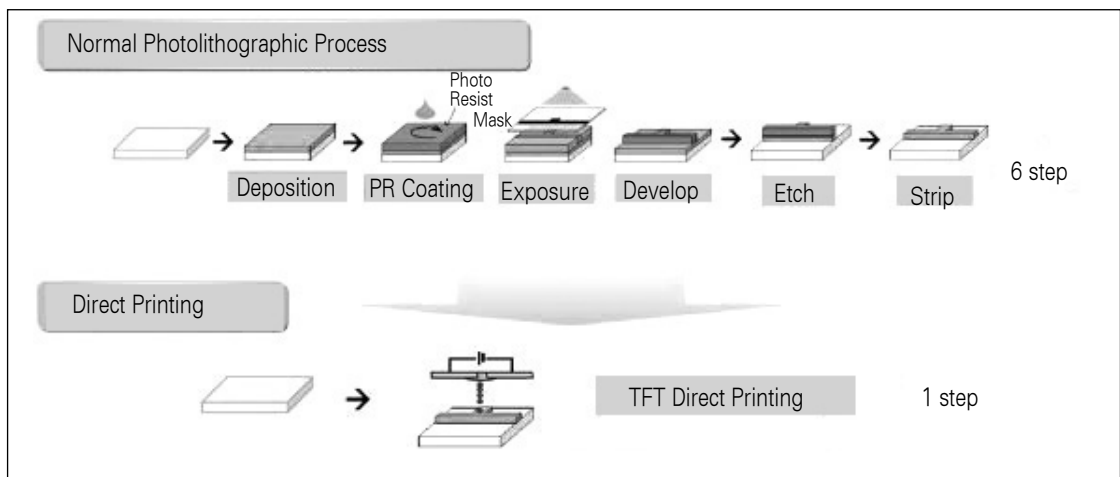 Normal Photolithographic Process
Photo
Resist
Mask
Deposition
PR Coating
Exposure
Develop
Etch
Strip
6 step
Direct Printing
TFT Direct Printing
1 step